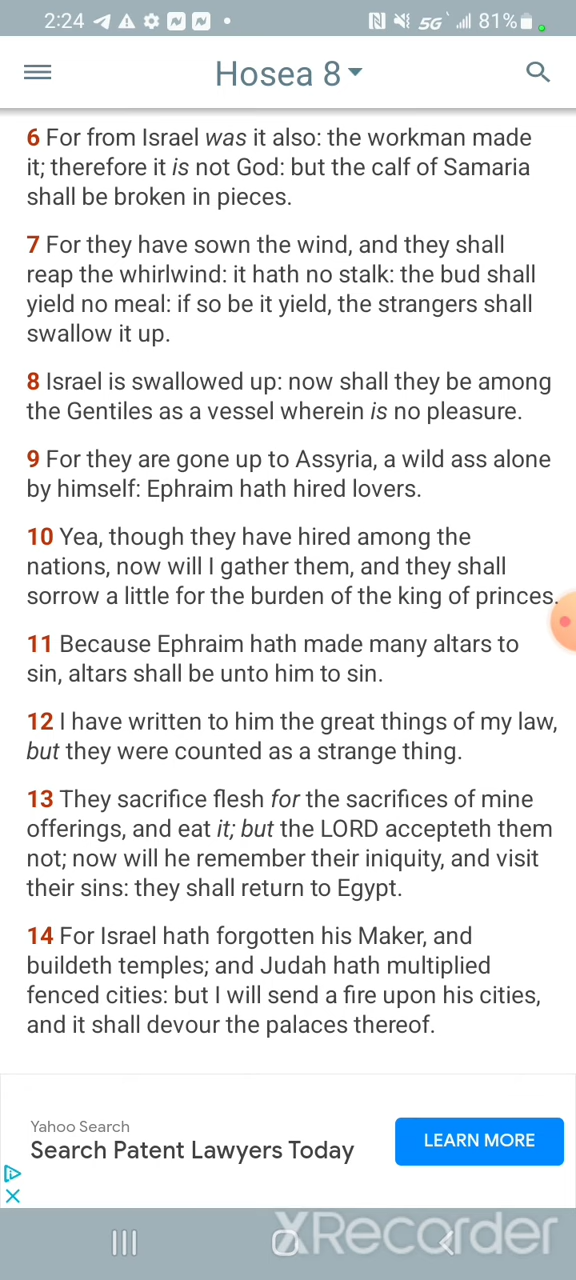 2:24
5G
81%
Hosea 8
6 For from Israel was it also: the workman made
it; therefore it is not God: but the calf of Samaria
shall be broken in pieces.
7 For they have sown the wind, and they shall
reap the whirlwind: it hath no stalk: the bud shall
yield no meal: if so be it yield, the strangers shall
swallow it up.
8 Israel is swallowed up: now shall they be among
the Gentiles as a vessel wherein is no pleasure.
9 For they are gone up to Assyria, a wild ass alone
by himself: Ephraim hath hired lovers.
10 Yea, though they have hired among the
nations, now will I gather them, and they shall
sorrow a little for the burden of the king of princes.
11 Because Ephraim hath made many altars to
sin, altars shall be unto him to sin.
12 I have written to him the great things of my law,
but they were counted as a strange thing.
13 They sacrifice flesh for the sacrifices of mine
offerings, and eat it; but the LORD accepteth them
not; now will he remember their iniquity, and visit
their sins: they shall return to Egypt.
14 For Israel hath forgotten his Maker, and
buildeth temples; and Judah hath multiplied
fenced cities: but I will send a fire upon his cities,
and it shall devour the palaces thereof.
Yahoo Search
Search Patent Lawyers Today
LEARN MORE
XRecorder